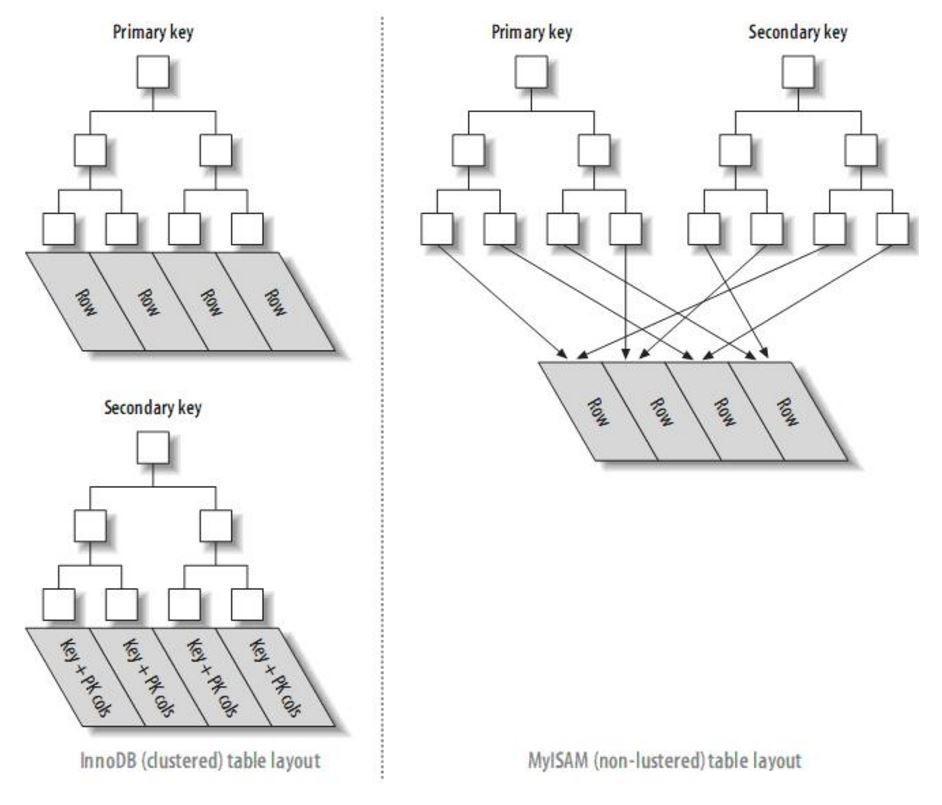 Primary key
Row
Row
Row
Row
Secondary key
Key + PK cols
Key + PK cols
Key + PK cols
Key + PK cols
InnoDB (clustered) table layout
Primary key
Secondary key
Row
Row
Row
Row
MyISAM (non-lustered) table layout